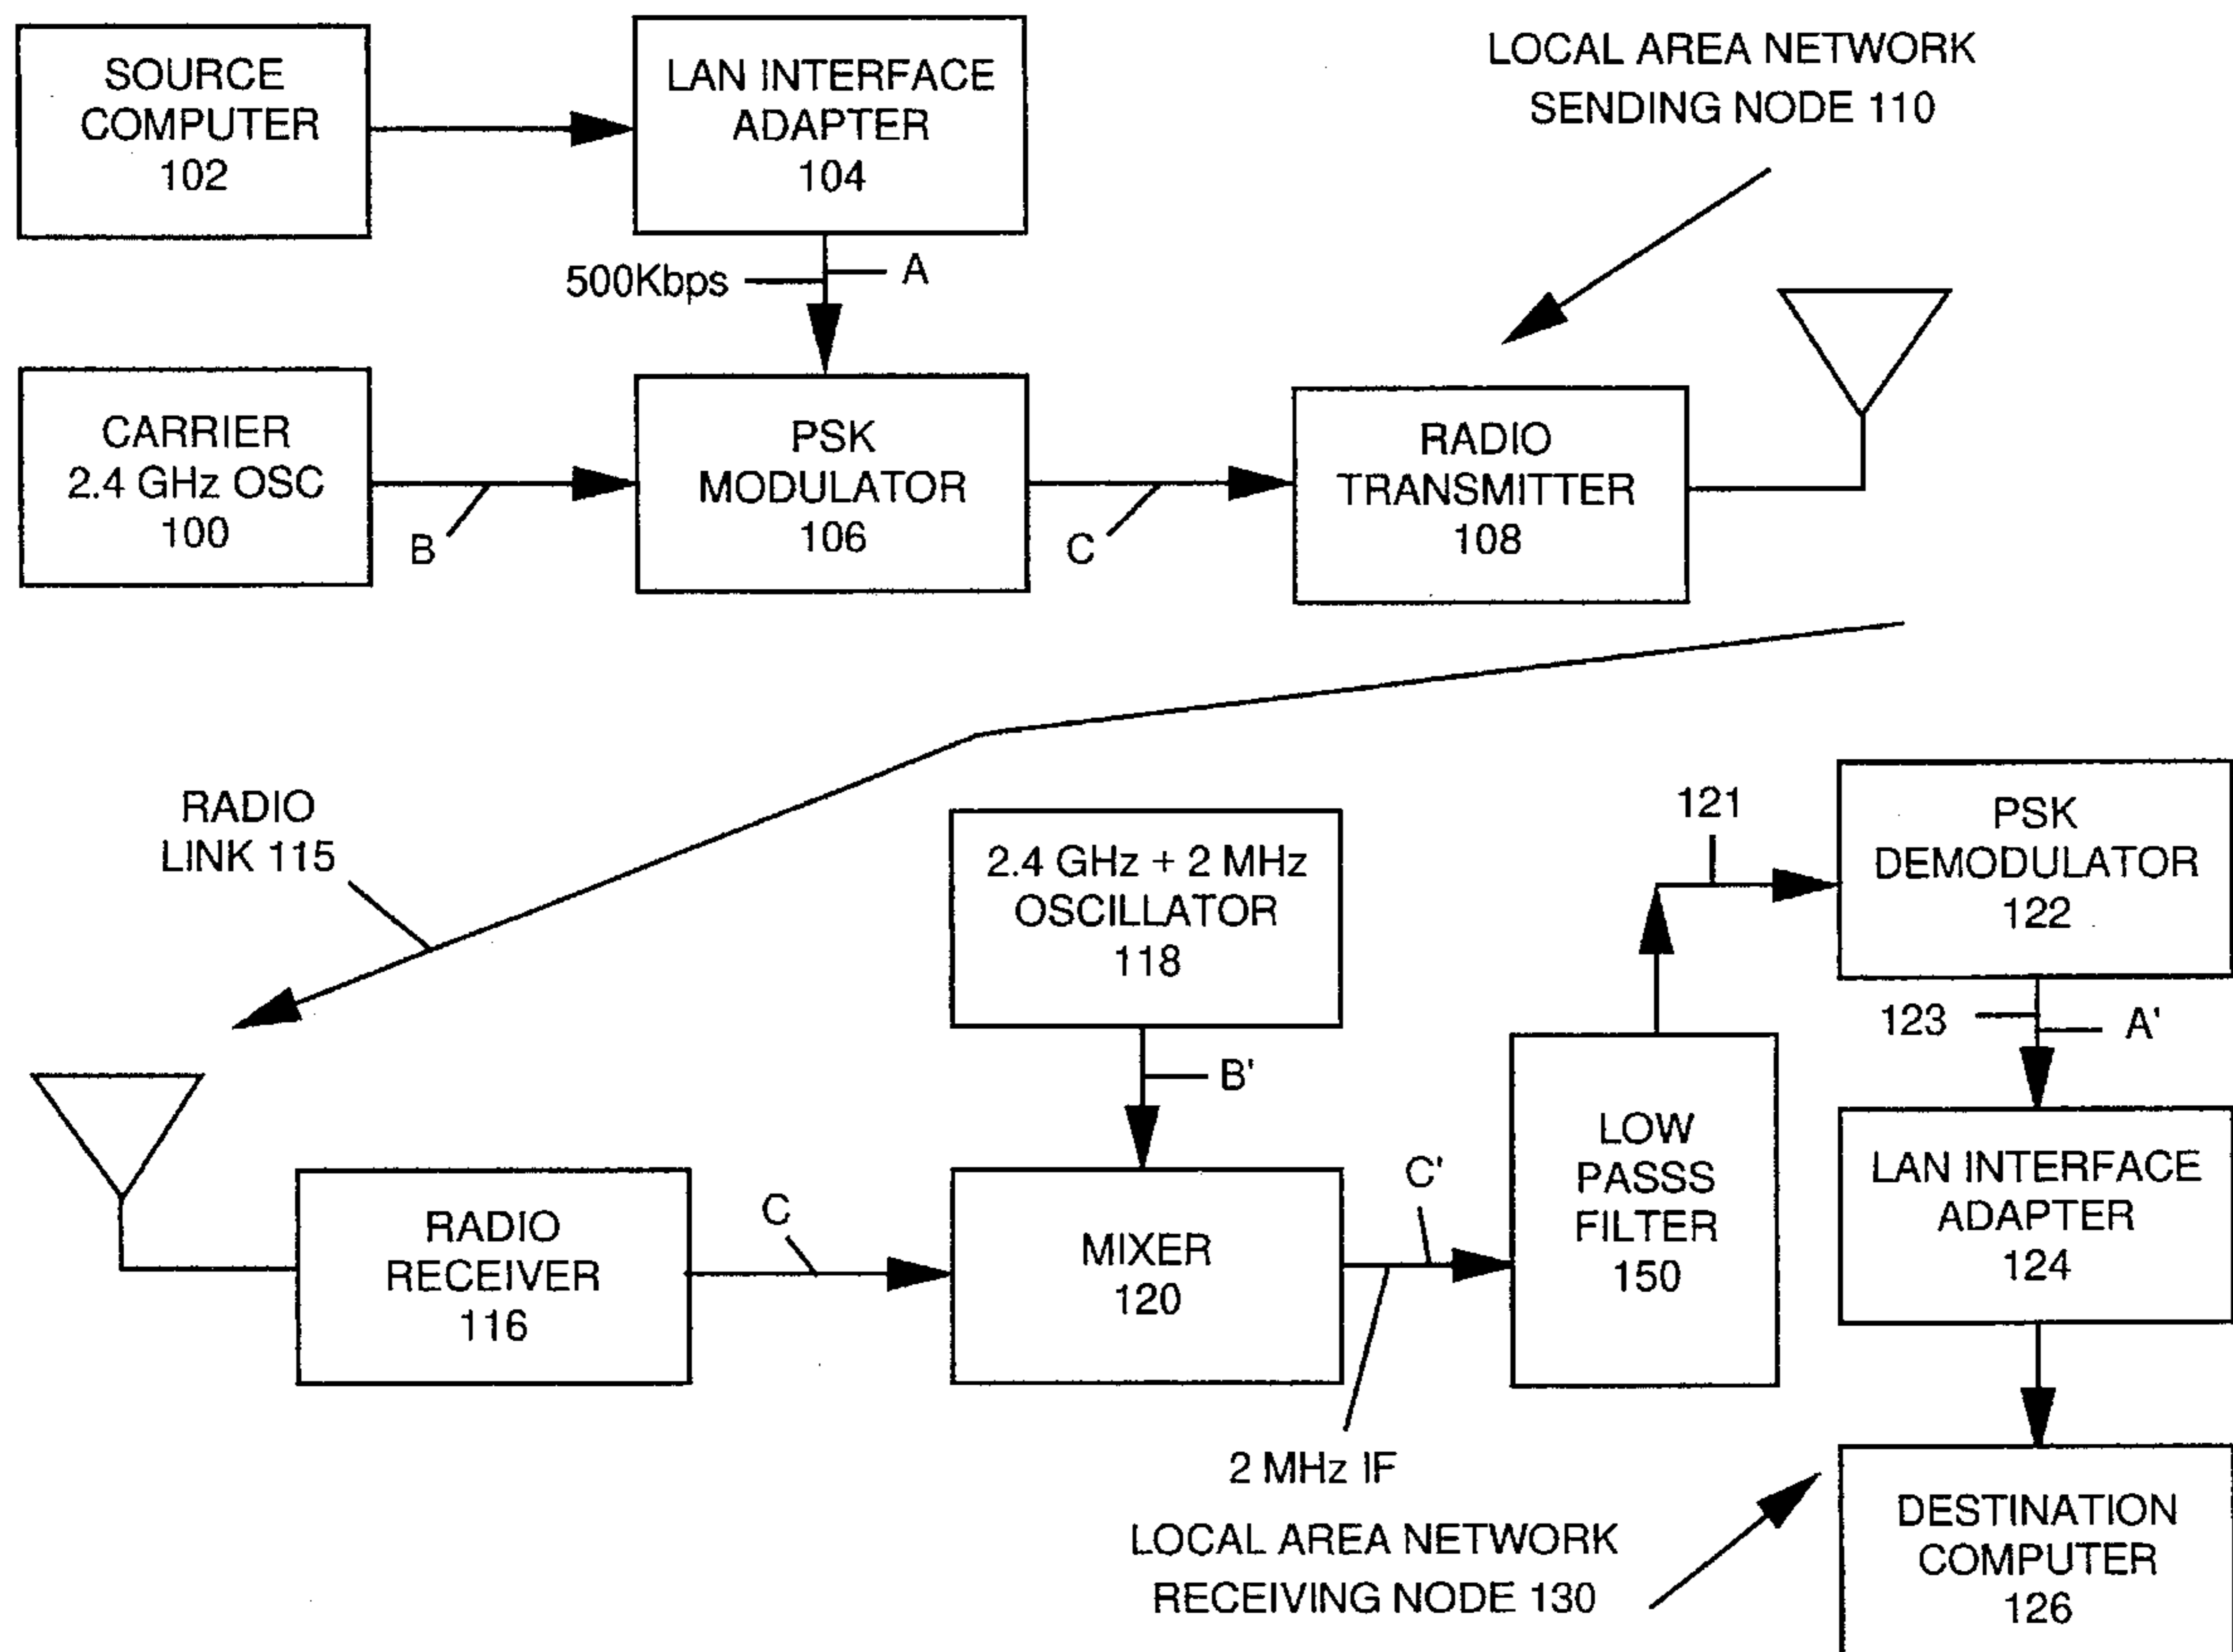 SOURCE
COMPUTER
102
LAN INTERFACE
ADAPTER
104
LOCAL AREA NETWORK
SENDING NODE 110
500Kbps
A
CARRIER
2.4 GHz OSC
100
B
PSK
MODULATOR
106
C
RADIO
TRANSMITTER
108
RADIO
LINK 115
2.4 GHz + 2 MHz
OSCILLATOR
118
B'
121
PSK
DEMODULATOR
122
123
A'
RADIO
RECEIVER
116
C
MIXER
120
C'
2 MHz IF
LOW
PASSS
FILTER
150
LAN INTERFACE
ADAPTER
124
LOCAL AREA NETWORK
RECEIVING NODE 130
DESTINATION
COMPUTER
126